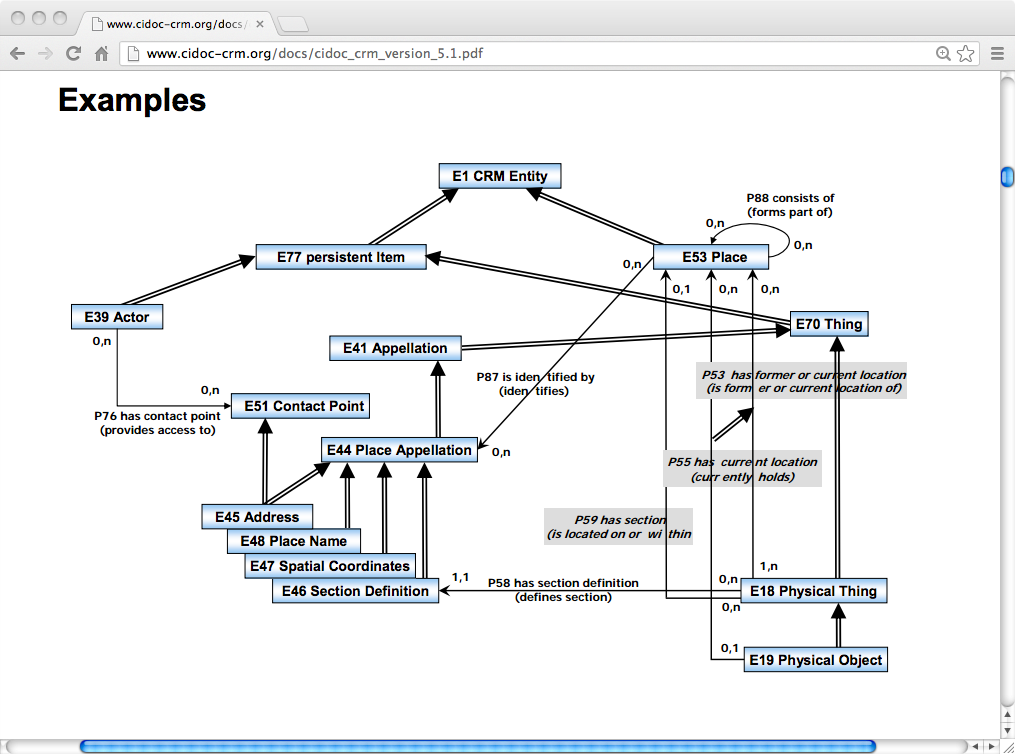 www.cidoc-crm.org/docs/
www.cidoc-crm.org/docs/cidoc_crm_version_5.1.pdf
Examples
E1 CRM Entity
P88 consists of
(forms part of)
0,n
0,n
E77 persistent Item
E53 Place
0,n
0,1
0,n
0,n
E39 Actor
E70 Thing
0,n
E41 Appellation
P87 is iden tified by
(iden tifies)
P53 has former or current location
(is form er or current location of)
0,n
E51 Contact Point
P76 has contact point
(provides access to)
E44 Place Appellation
0,n
P55 has current location
(curr ently holds)
E45 Address
P59 has section
(is located on or wi thin
E48 Place Name
E47 Spatial Coordinates
1,n
1,1
P58 has section definition
(defines section)
0,n
E46 Section Definition
E18 Physical Thing
0,n
0,1
E19 Physical Object